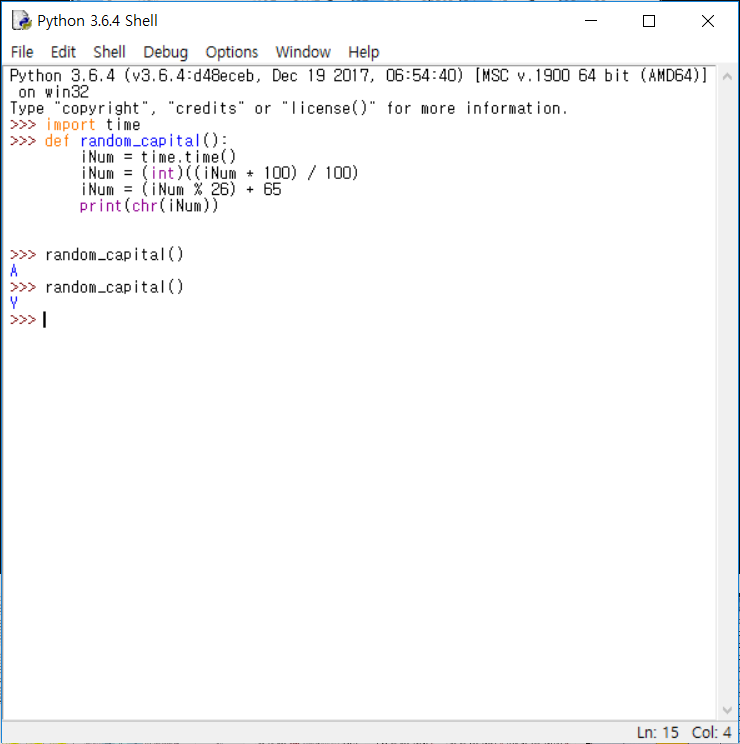 Python 3.6.4 Shell
File Edit Shell Debug Options Window Help
Python 3.6.4 (v3.6.4:d48eceb, Dec 19 2017, 06:54:40) [MSC v.1900 64 bit (AMD64)]
 on win32
Type "copyright", "credits" or "license()" for more information.
>>> import time
>>> def random_capital():
        iNum = time.time()
        iNum = (int)((iNum * 100) / 100)
        iNum = (iNum % 26) + 65
        print(chr(iNum))
>>> random_capital()
A
>>> random_capital()
Y
>>>
Ln: 15 Col: 4